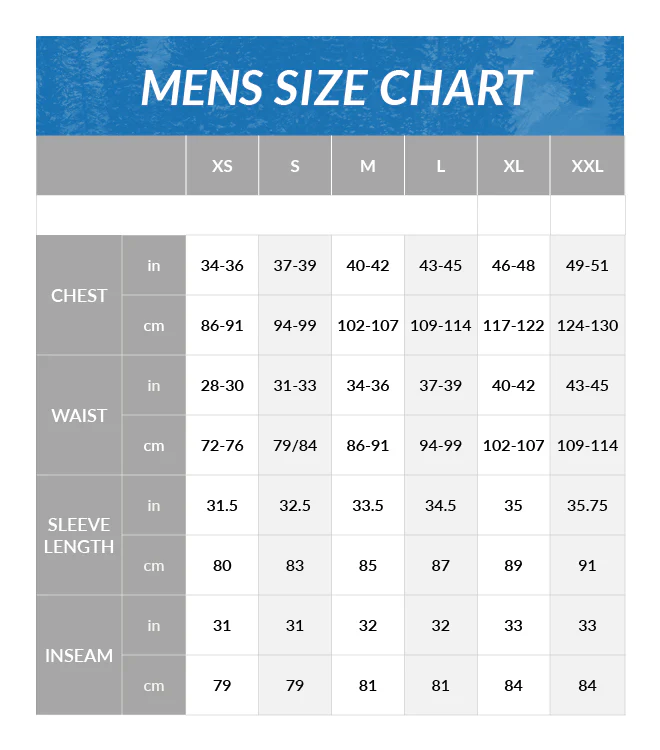 MENS SIZE CHART
XS S M L XL XXL
CHEST
in 34-36 37-39 40-42 43-45 46-48 49-51
cm 86-91 94-99 102-107 109-114 117-122 124-130
WAIST
in 28-30 31-33 34-36 37-39 40-42 43-45
cm 72-76 79/84 86-91 94-99 102-107 109-114
SLEEVE
LENGTH
in 31.5 32.5 33.5 34.5 35 35.75
cm 80 83 85 87 89 91
INSEAM
in 31 31 32 32 33 33
cm 79 79 81 81 84 84